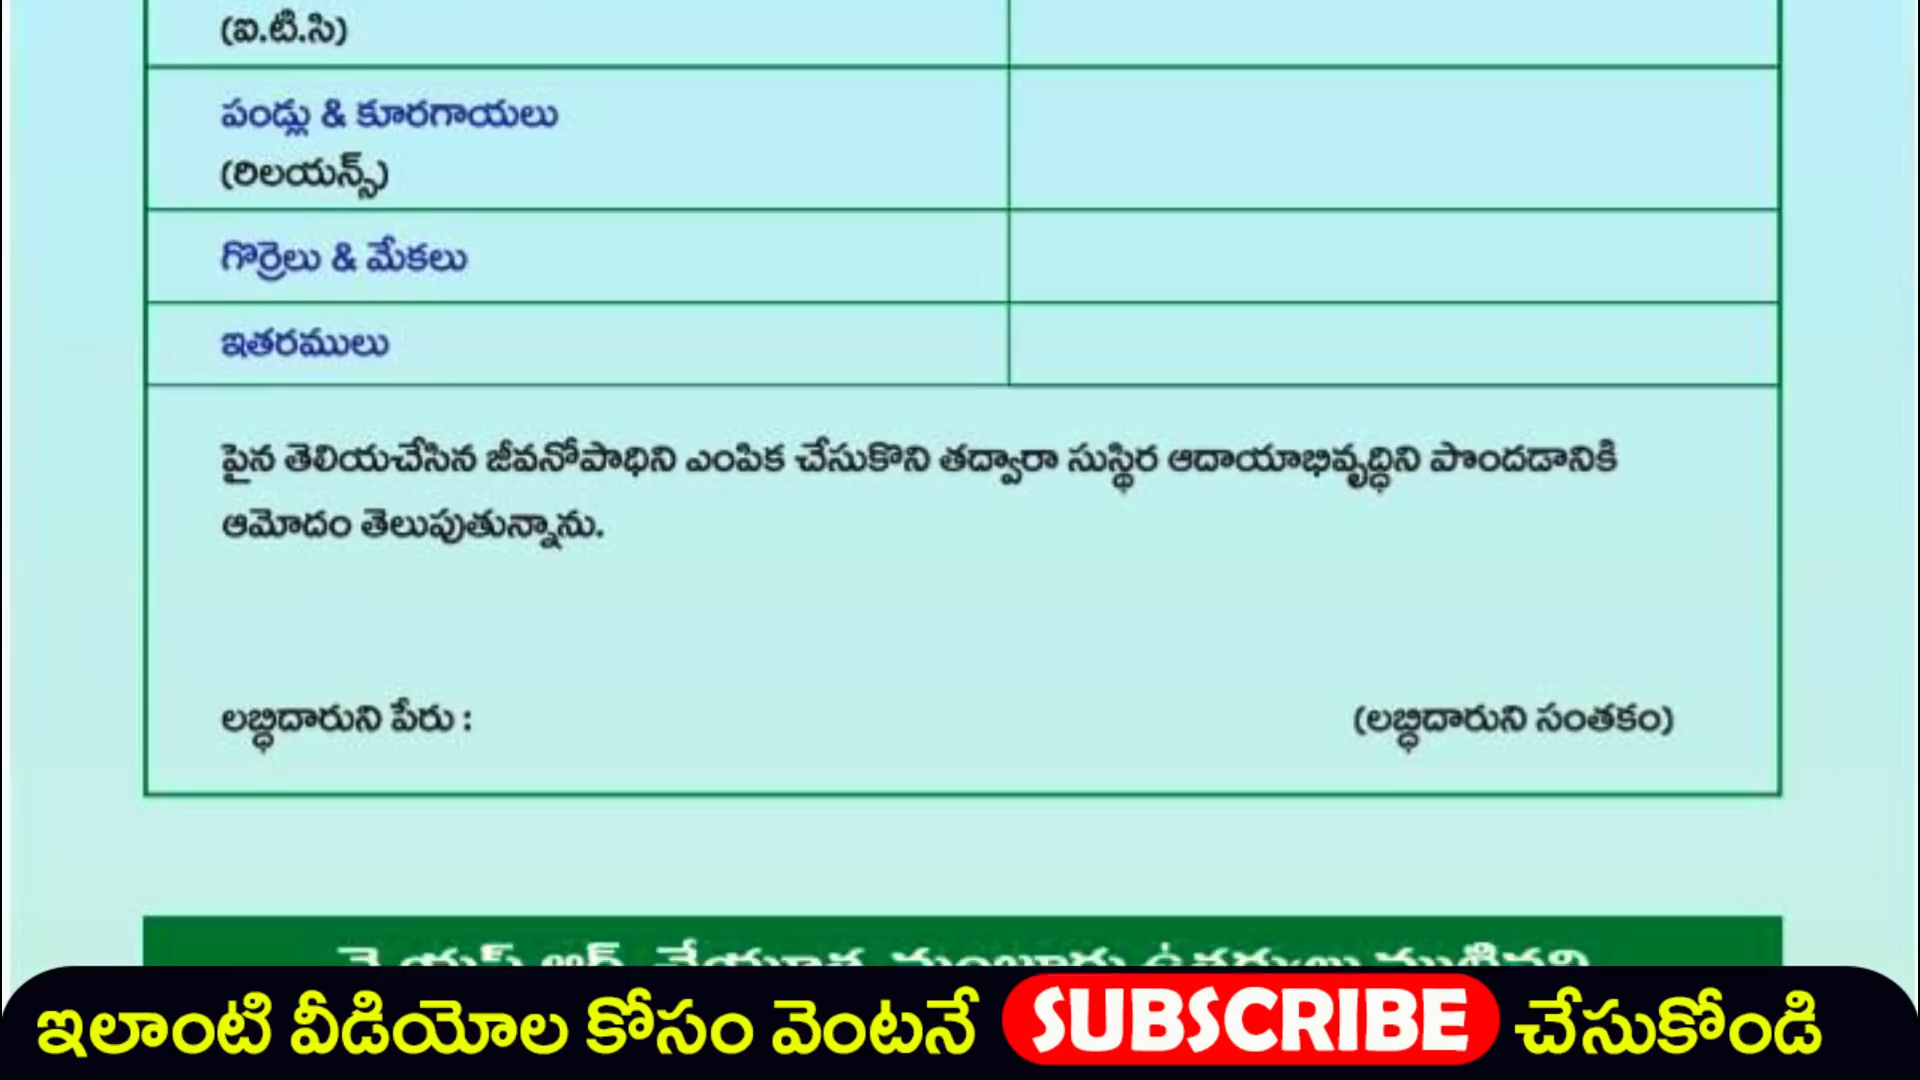 (ఐ.టి.సి)
పండ్లు & కూరగాయలు
(రిలయన్స్)
గొర్రెలు & మేకలు
ఇతరములు
పైన తెలియచేసిన జీవనోపాధిని ఎంపిక చేసుకొని తద్వారా సుస్థిర ఆదాయాభివృద్ధిని పొందడానికి
ఆమోదం తెలుపుతున్నాను.
లబ్ధిదారుని పేరు :
(లబ్ధిదారుని సంతకం)
ఇలాంటి వీడియోల కోసం వెంటనే SUBSCRIBE చేసుకోండి